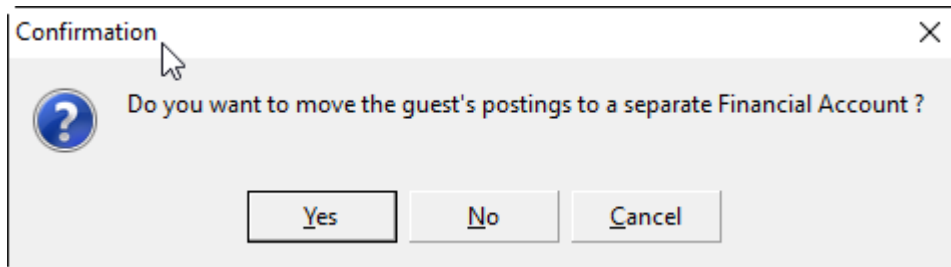 Confirmation
Do you want to move the guest's postings to a separate Financial Account ?
Yes No Cancel